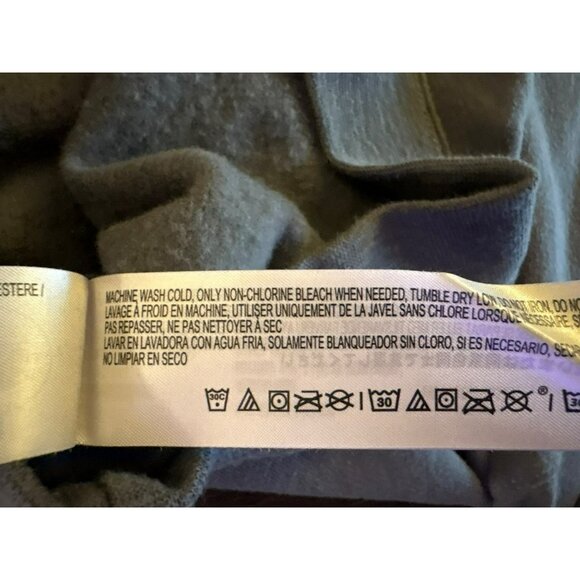 ESTERE /
MACHINE WASH COLD, ONLY NON-CHLORINE BLEACH WHEN NEEDED, TUMBLE DRY LOW DO NOT IRON, DO NO
LAVAGE À FROID EN MACHINE, UTILISER UNIQUEMENT DE LA JAVEL SANS CHLORE LORSQUE NÉCESSAIRE, S
PAS REPASSER, NE PAS NETTOYER À SEC
LAVAR EN LAVADORA CON AGUA FRIA, SOLAMENTE BLANQUEADOR SIN CLORO, SI ES NECESARIO, SEC
NO LIMPIAR EN SECO
30C / 30 ® / 30